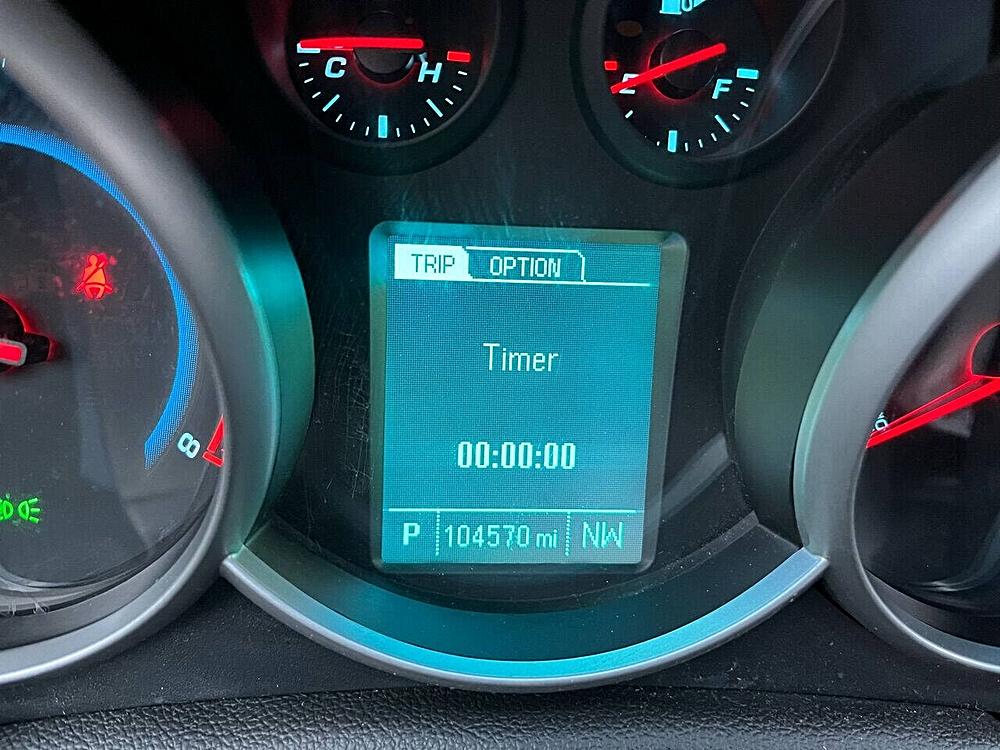 C H
E F
TRIP OPTION
Timer
8
00:00:00
P 104570 mi NW